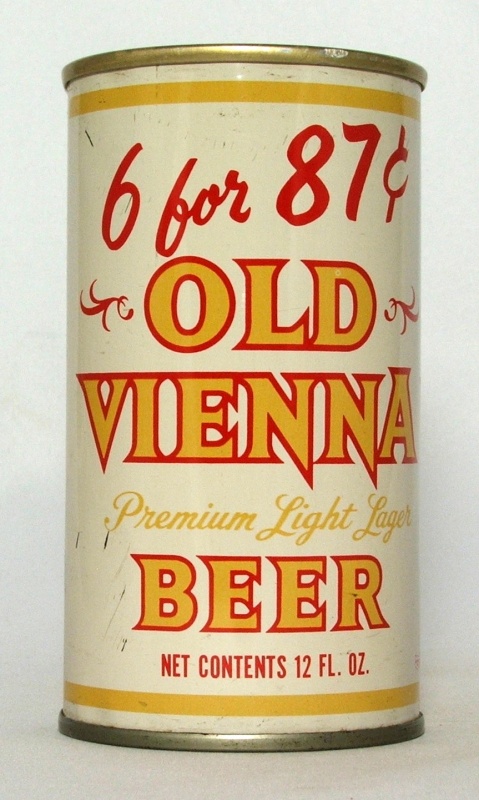 6 for 87¢
OLD
VIENNA
Premium Light Lager
BEER
NET CONTENTS 12 FL. OZ.